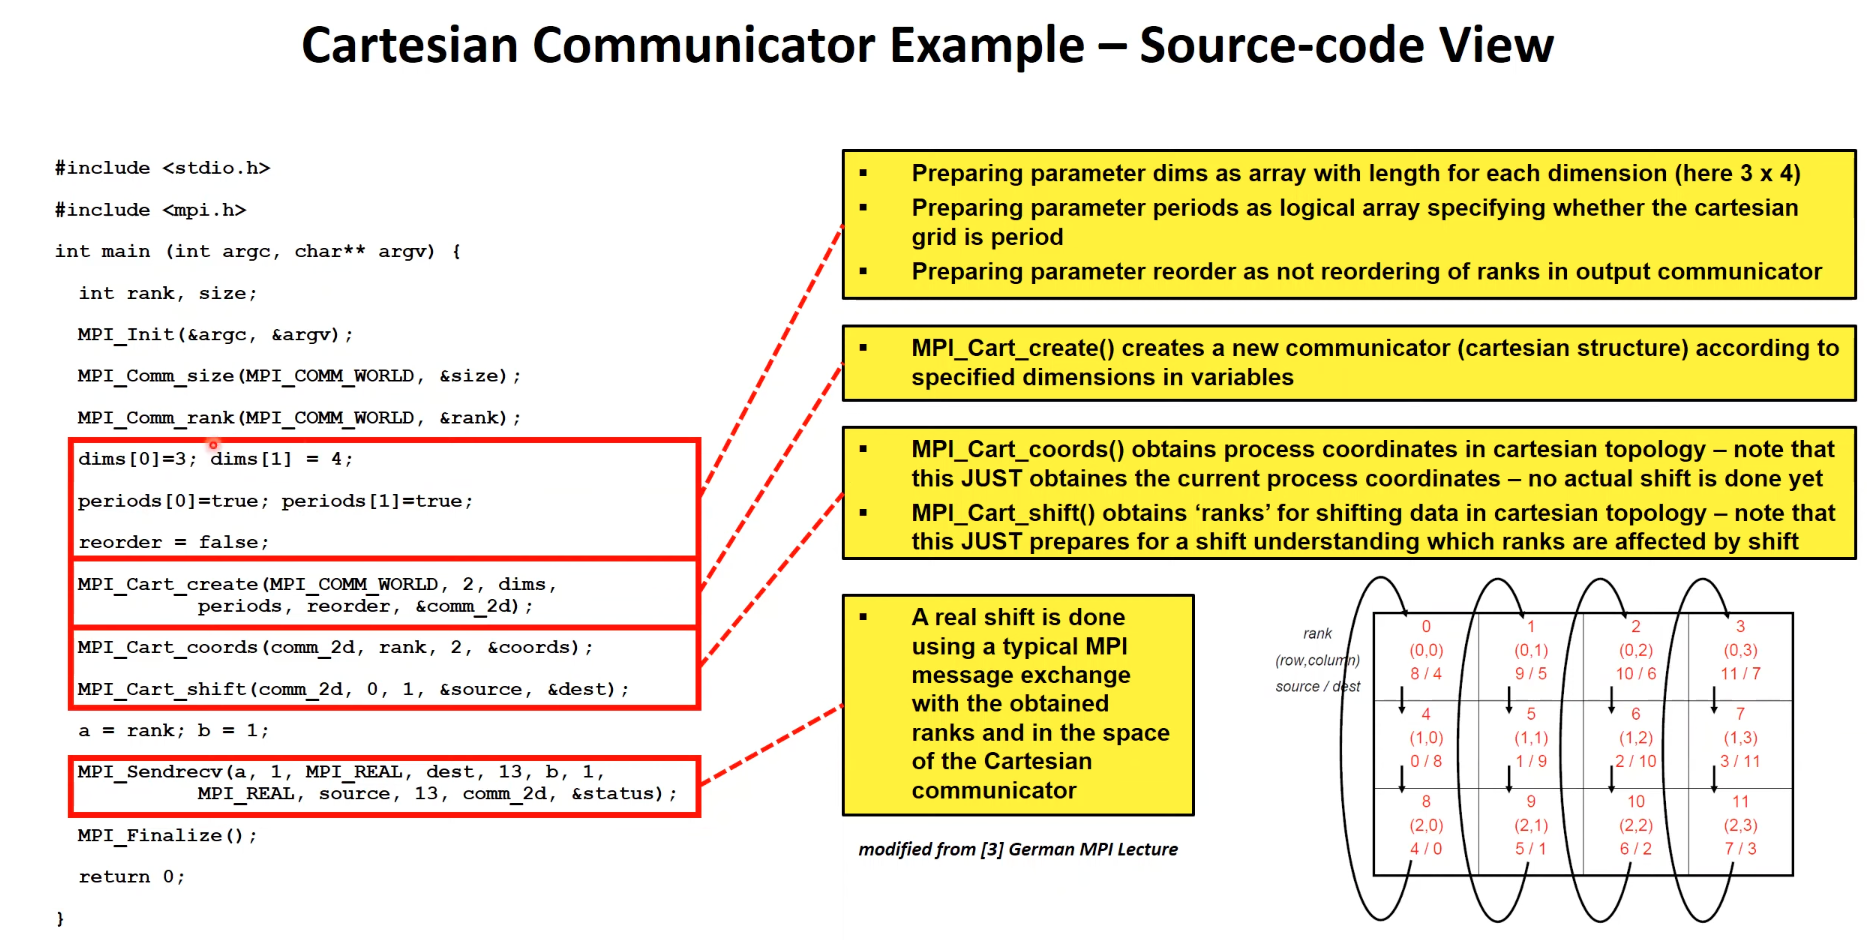 Cartesian Communicator Example – Source-code View
#include <stdio.h>
#include <mpi.h>
int main (int argc, char** argv) {
int rank, size;
MPI_Init(&argc, &argv);
MPI_Comm_size(MPI_COMM_WORLD, &size);
MPI_Comm_rank(MPI_COMM_WORLD, &rank);
dims[0]=3; dims[1] = 4;
periods[0]=true; periods[1]=true;
reorder = false;
MPI_Cart_create(MPI_COMM_WORLD, 2, dims,
periods, reorder, &comm_2d);
MPI_Cart_coords(comm_2d, rank, 2, &coords);
MPI_Cart_shift(comm_2d, 0, 1, &source, &dest);
a = rank; b = 1;
MPI_Sendrecv(a, 1, MPI_REAL, dest, 13, b, 1,
MPI_REAL, source, 13, comm_2d, &status);
MPI_Finalize();
return 0;
}
▪ Preparing parameter dims as array with length for each dimension (here 3 x 4)
▪ Preparing parameter periods as logical array specifying whether the cartesian
grid is period
▪ Preparing parameter reorder as not reordering of ranks in output communicator
▪ MPI_Cart_create() creates a new communicator (cartesian structure) according to
specified dimensions in variables
▪ MPI_Cart_coords() obtains process coordinates in cartesian topology – note that
this JUST obtaines the current process coordinates – no actual shift is done yet
▪ MPI_Cart_shift() obtains ‘ranks’ for shifting data in cartesian topology – note that
this JUST prepares for a shift understanding which ranks are affected by shift
▪ A real shift is done
using a typical MPI
message exchange
with the obtained
ranks and in the space
of the Cartesian
communicator
modified from [3] German MPI Lecture
rank
(row,column)
source / dest
0 1 2 3
(0,0) (0,1) (0,2) (0,3)
8 / 4 9 / 5 10 / 6 11 / 7
4 5 6 7
(1,0) (1,1) (1,2) (1,3)
0 / 8 1 / 9 2 / 10 3 / 11
8 9 10 11
(2,0) (2,1) (2,2) (2,3)
4 / 0 5 / 1 6 / 2 7 / 3